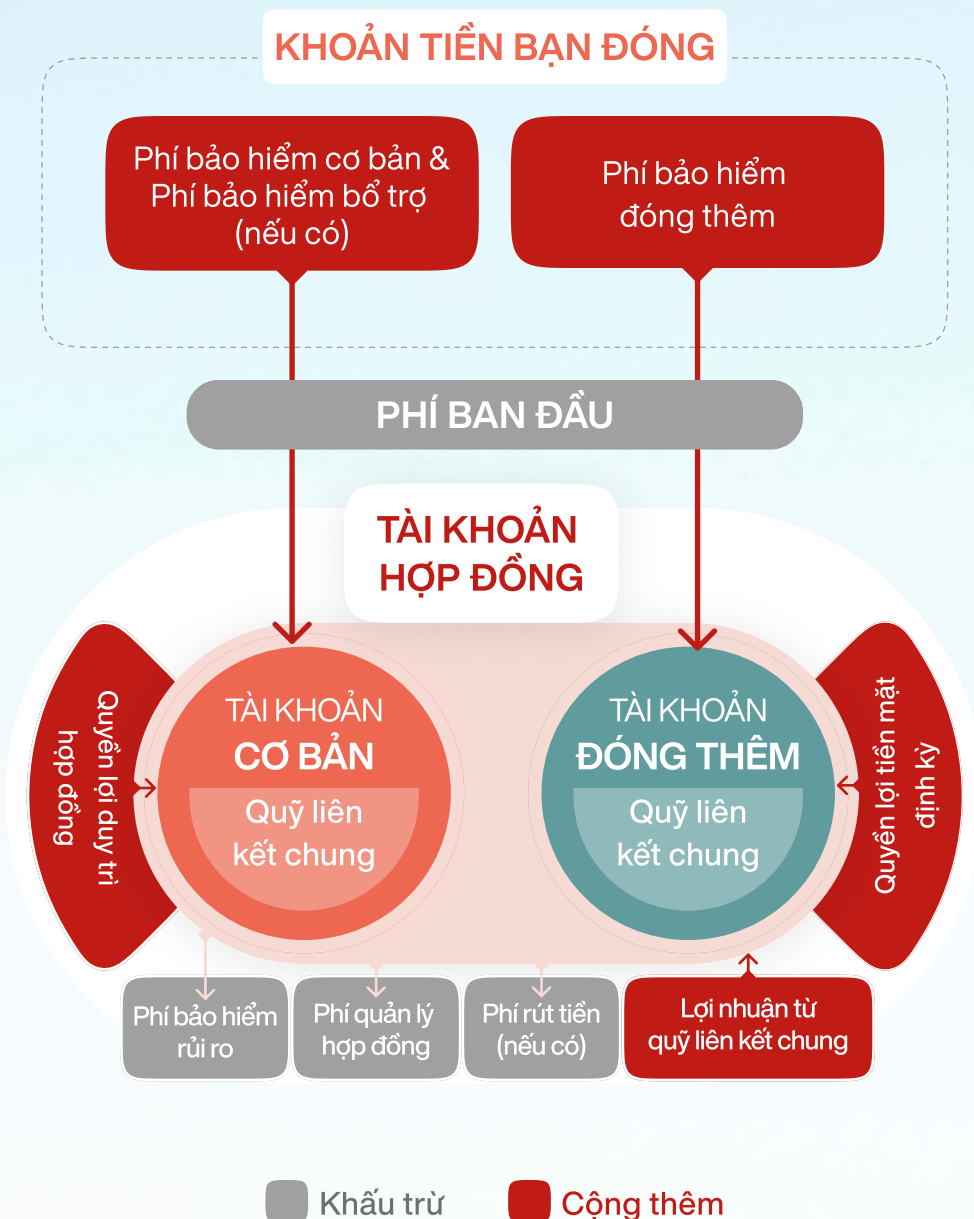 KHOẢN TIỀN BẠN ĐÓNG
Phí bảo hiểm cơ bản &
Phí bảo hiểm bổ trợ
(nếu có)
Phí bảo hiểm
đóng thêm
PHÍ BAN ĐẦU
TÀI KHOẢN
HỢP ĐỒNG
Quyền lợi duy trì
hợp đồng
TÀI KHOẢN
CƠ BẢN
Quỹ liên
kết chung
TÀI KHOẢN
ĐÓNG THÊM
Quỹ liên
kết chung
Quyền lợi tiền mặt
định kỳ
Phí bảo hiểm
rủi ro
Phí quản lý
hợp đồng
Phí rút tiền
(nếu có)
Lợi nhuận từ
quỹ liên kết chung
Khấu trừ
Cộng thêm